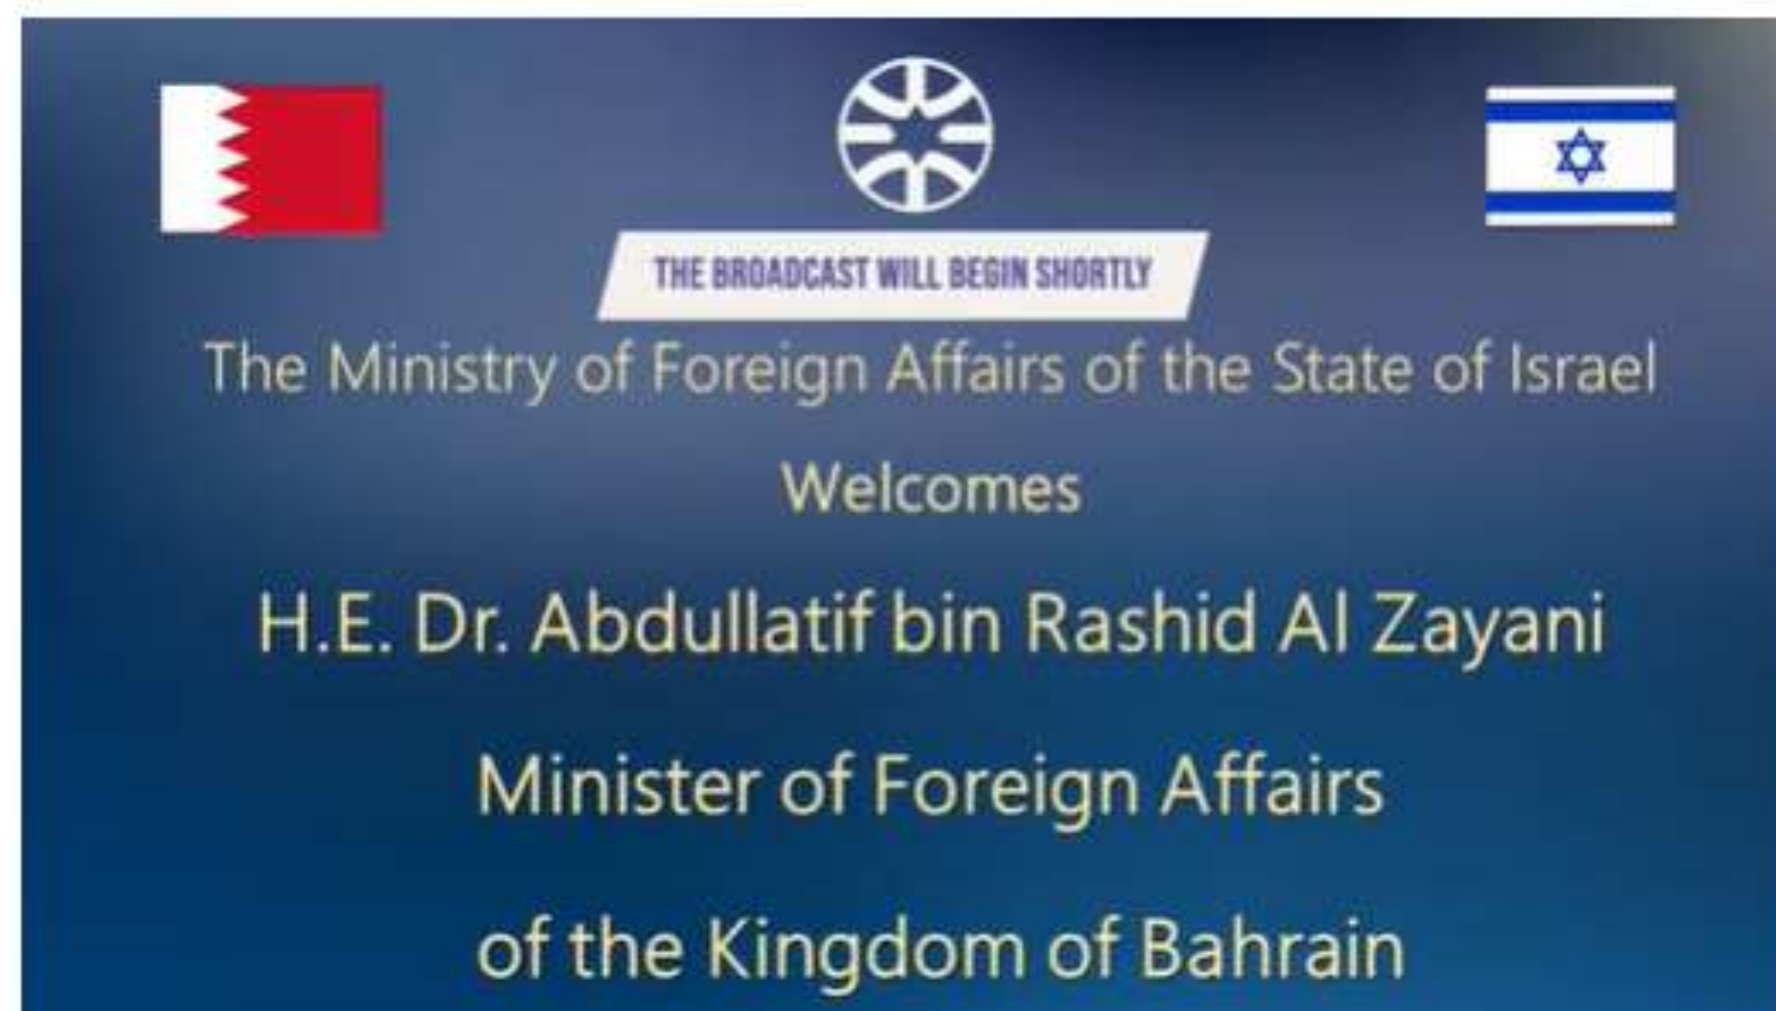 THE BROADCAST WILL BEGIN SHORTLY
The Ministry of Foreign Affairs of the State of Israel
Welcomes
H.E. Dr. Abdullatif bin Rashid Al Zayani
Minister of Foreign Affairs
of the Kingdom of Bahrain